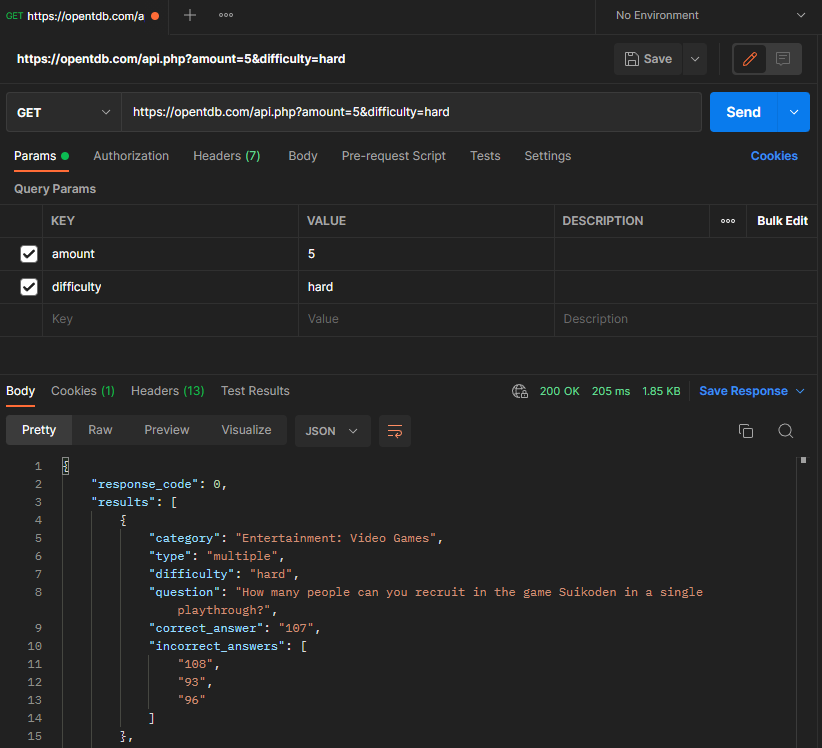 GET https://opentdb.com/a
No Environment
https://opentdb.com/api.php?amount=5&difficulty=hard
Save
GET https://opentdb.com/api.php?amount=5&difficulty=hard Send
Params Authorization Headers (7) Body Pre-request Script Tests Settings Cookies
Query Params
KEY VALUE DESCRIPTION Bulk Edit
amount 5
difficulty hard
Key Value Description
Body Cookies (1) Headers (13) Test Results 200 OK 205 ms 1.85 KB Save Response
Pretty Raw Preview Visualize JSON
1 {
2 "response_code": 0,
3 "results": [
4 {
5 "category": "Entertainment: Video Games",
6 "type": "multiple",
7 "difficulty": "hard",
8 "question": "How many people can you recruit in the game Suikoden in a single
playthrough?",
9 "correct_answer": "107",
10 "incorrect_answers": [
11 "108",
12 "93",
13 "96"
14 ]
15 },